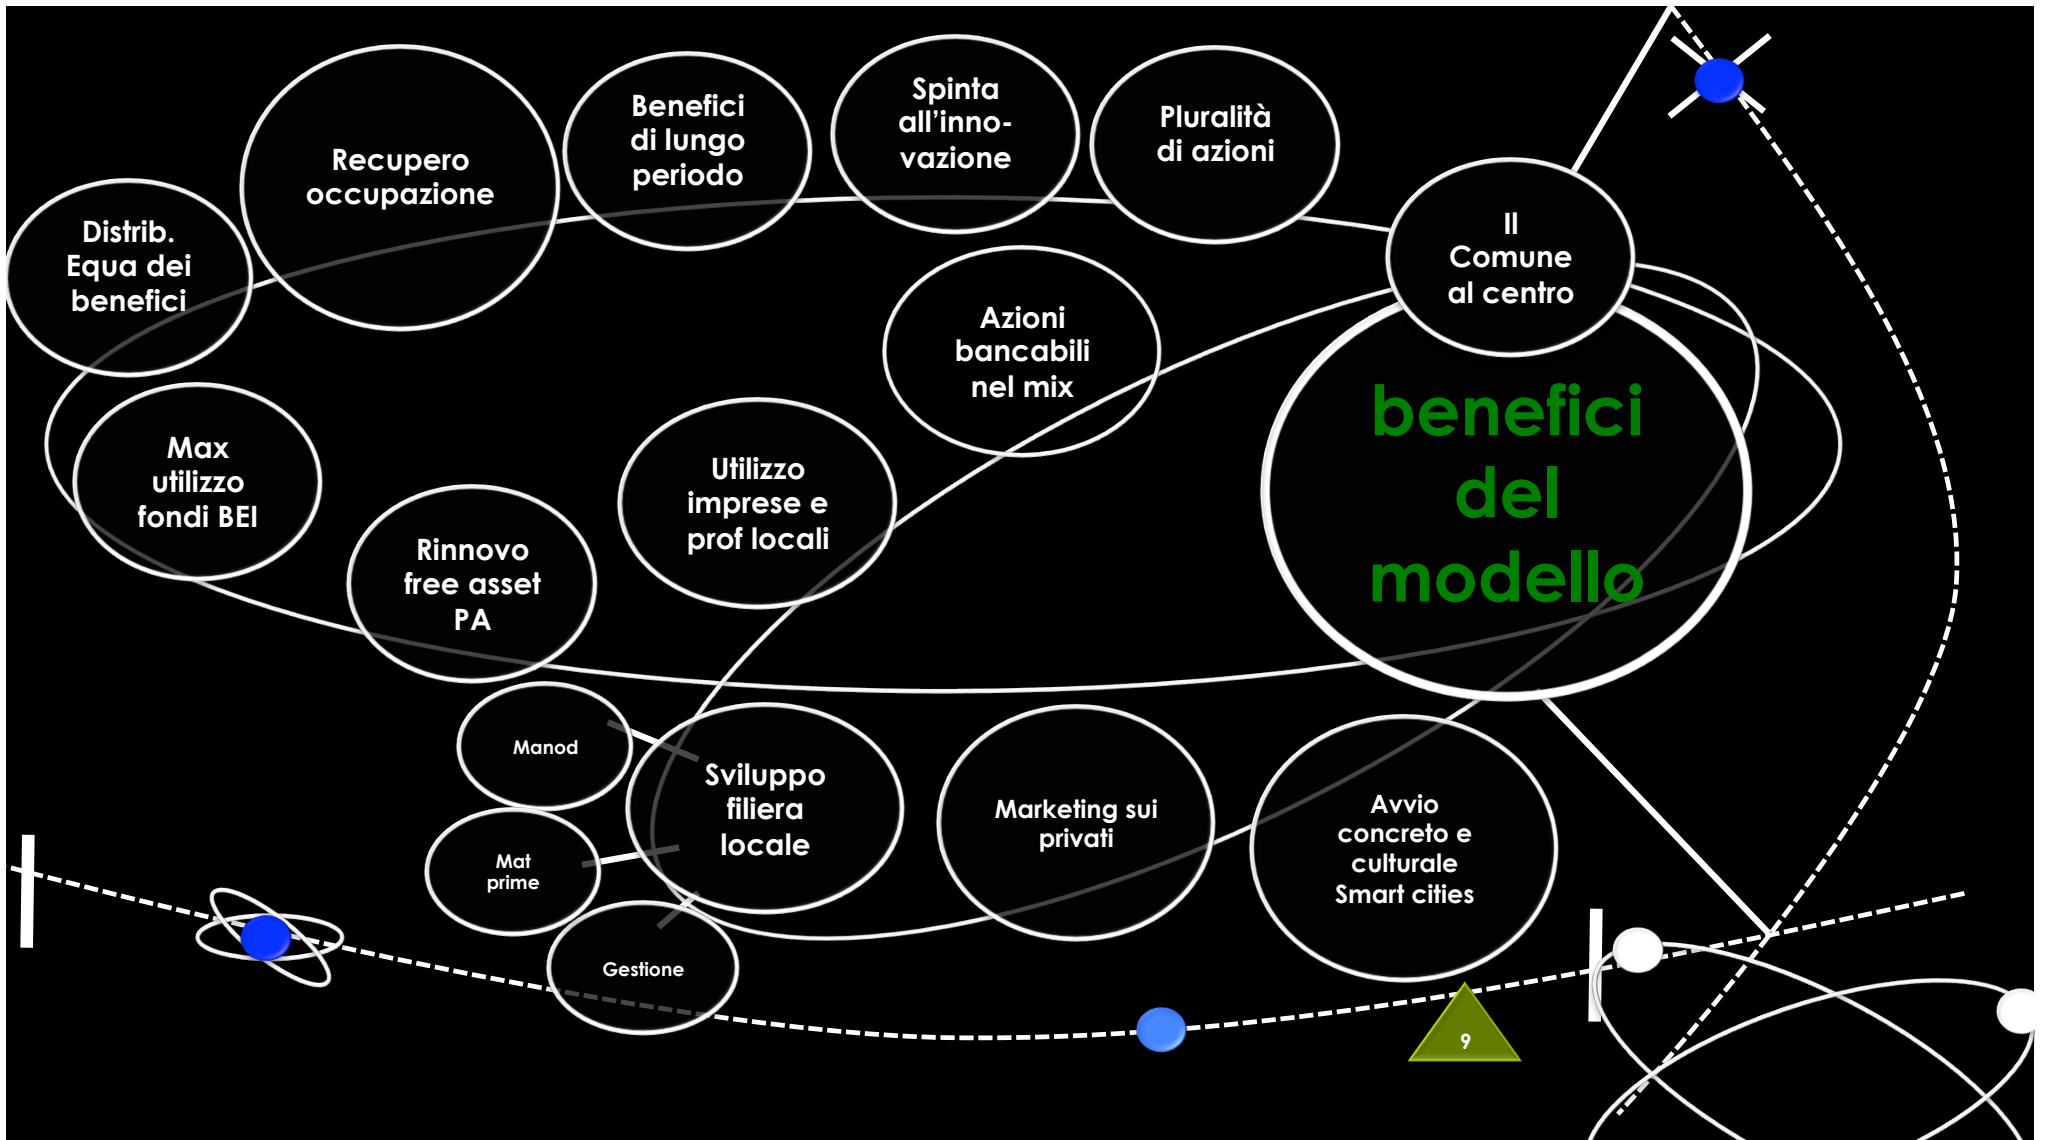 Spinta
all’inno-
vazione
Benefici
di lungo
periodo
Pluralità
di azioni
Recupero
occupazione
Il
Comune
al centro
Distrib.
Equa dei
benefici
Azioni
bancabili
nel mix
benefici
del
modello
Max
utilizzo
fondi BEI
Utilizzo
imprese e
prof locali
Rinnovo
free asset
PA
Manod
Sviluppo
filiera
locale
Marketing sui
privati
Avvio
concreto e
culturale
Smart cities
Mat
prime
Gestione
9